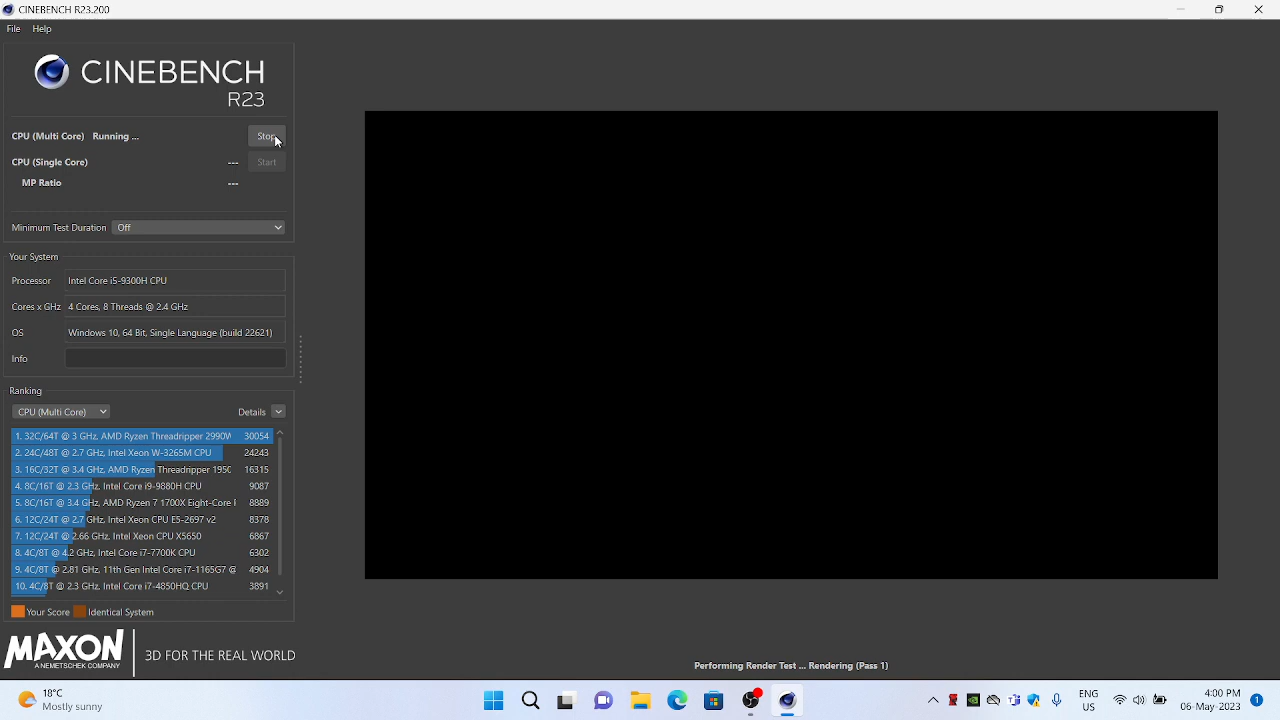 CINEBENCH R23.200
File Help
CINEBENCH
R23
CPU (Multi Core) Running ... Stop
CPU (Single Core) --- Start
MP Ratio ---
Minimum Test Duration Off
Your System
Processor Intel Core i5-9300H CPU
Cores x GHz 4 Cores, 8 Threads @ 2.4 GHz
OS Windows 10, 64 Bit, Single Language (build 22621)
Info
Ranking
CPU (Multi Core) Details
1. 32C/64T @ 3 GHz, AMD Ryzen Threadripper 2990W 30054
2. 24C/48T @ 2.7 GHz, Intel Xeon W-3265M CPU 24243
3. 16C/32T @ 3.4 GHz, AMD Ryzen Threadripper 1950 16315
4. 8C/16T @ 2.3 GHz, Intel Core i9-9880H CPU 9087
5. 8C/16T @ 3.4 GHz, AMD Ryzen 7 1700X Eight-Core 8889
6. 12C/24T @ 2.7 GHz, Intel Xeon CPU E5-2697 v2 8378
7. 12C/24T @ 2.66 GHz, Intel Xeon CPU X5650 6867
8. 4C/8T @ 4.2 GHz, Intel Core i7-7700K CPU 6302
9. 4C/8T @ 2.81 GHz, 11th Gen Intel Core i7-1165G7 @ 4904
10. 4C/8T @ 2.3 GHz, Intel Core i7-4850HQ CPU 3891
Your Score Identical System
MAXON 3D FOR THE REAL WORLD
A NEMETSCHEK COMPANY
Performing Render Test ... Rendering (Pass 1)
18°C
Mostly sunny
ENG
US
4:00 PM
06-May-2023
1